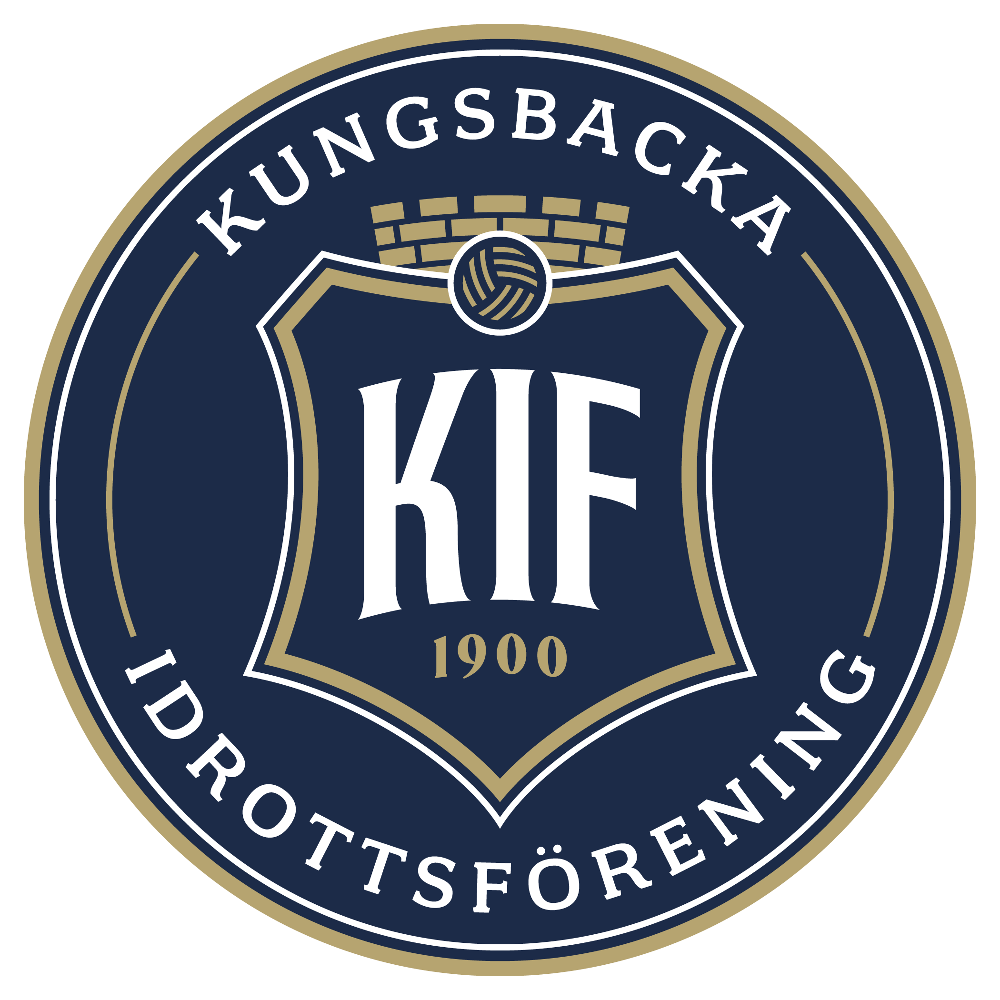 KUNGSBACKA
KIF
1900
IDROTTSFÖRENING